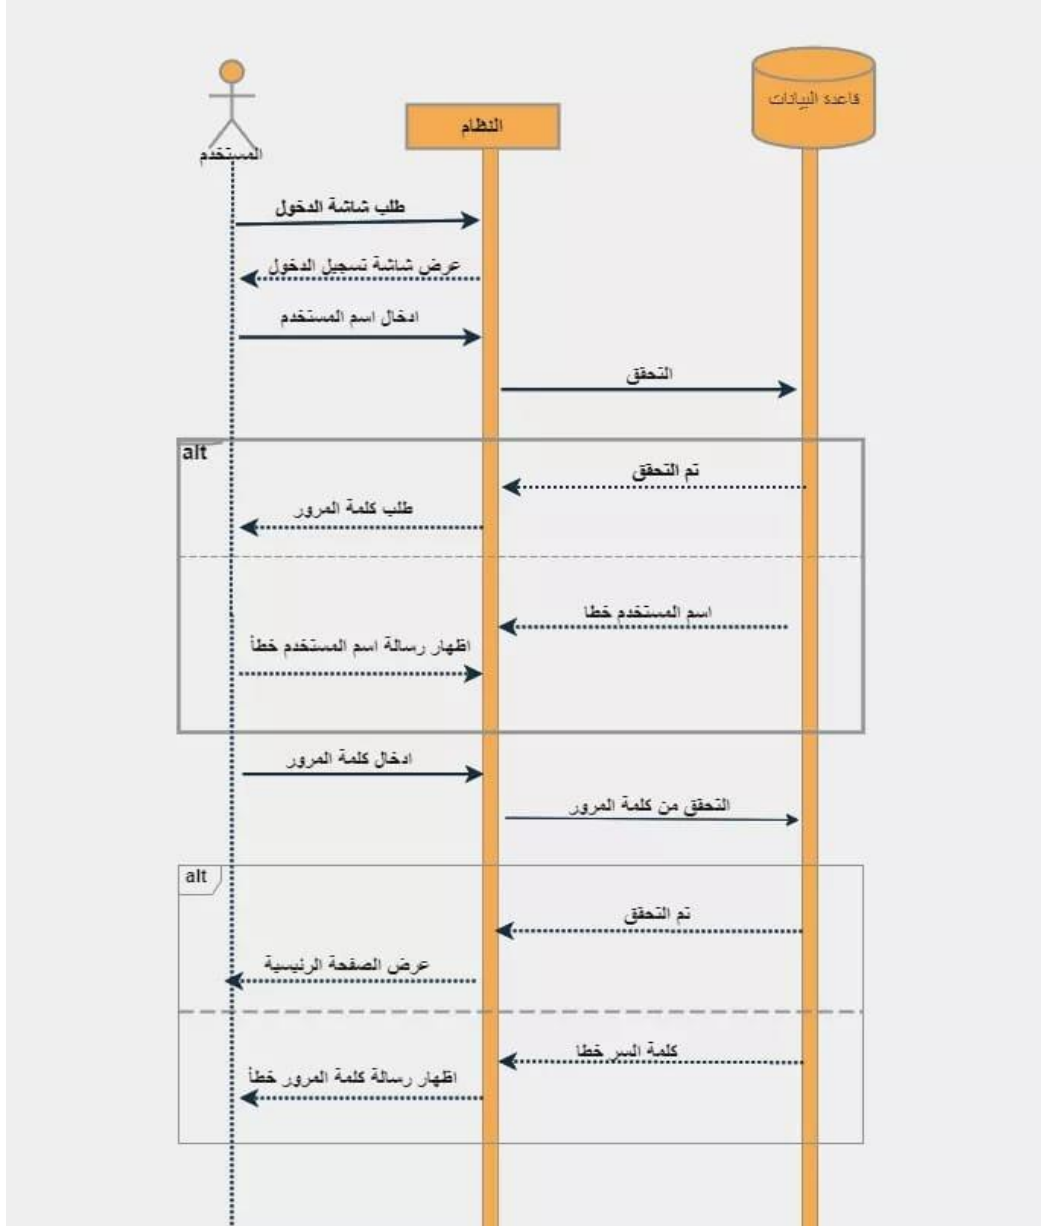 المستخدم
النظام
قاعدة البيانات
طلب شاشة الدخول
عرض شاشة تسجيل الدخول
ادخال اسم المستخدم
التحقق
alt
تم التحقق
طلب كلمة المرور
اسم المستخدم خطا
اظهار رسالة اسم المستخدم خطأ
ادخال كلمة المرور
التحقق من كلمة المرور
alt
تم التحقق
عرض الصفحة الرئيسية
كلمة السر خطا
اظهار رسالة كلمة المرور خطأ